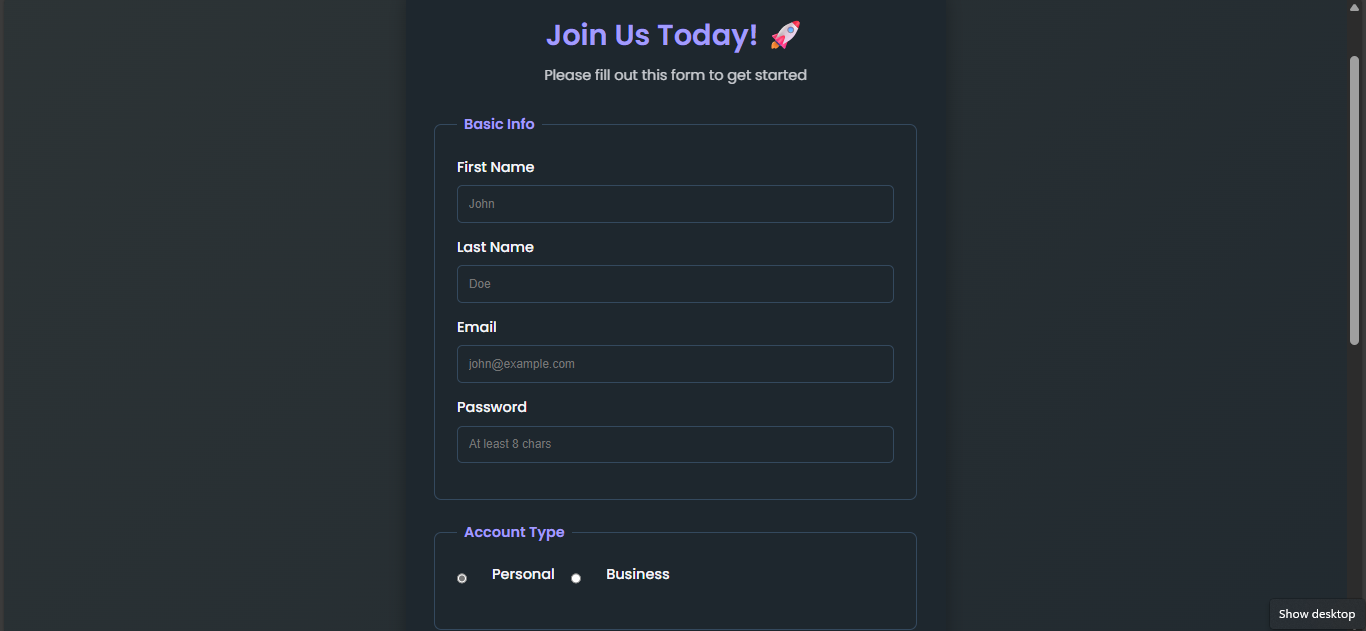 Join Us Today! 🚀
Please fill out this form to get started
Basic Info
First Name
John
Last Name
Doe
Email
john@example.com
Password
At least 8 chars
Account Type
Personal Business
Show desktop